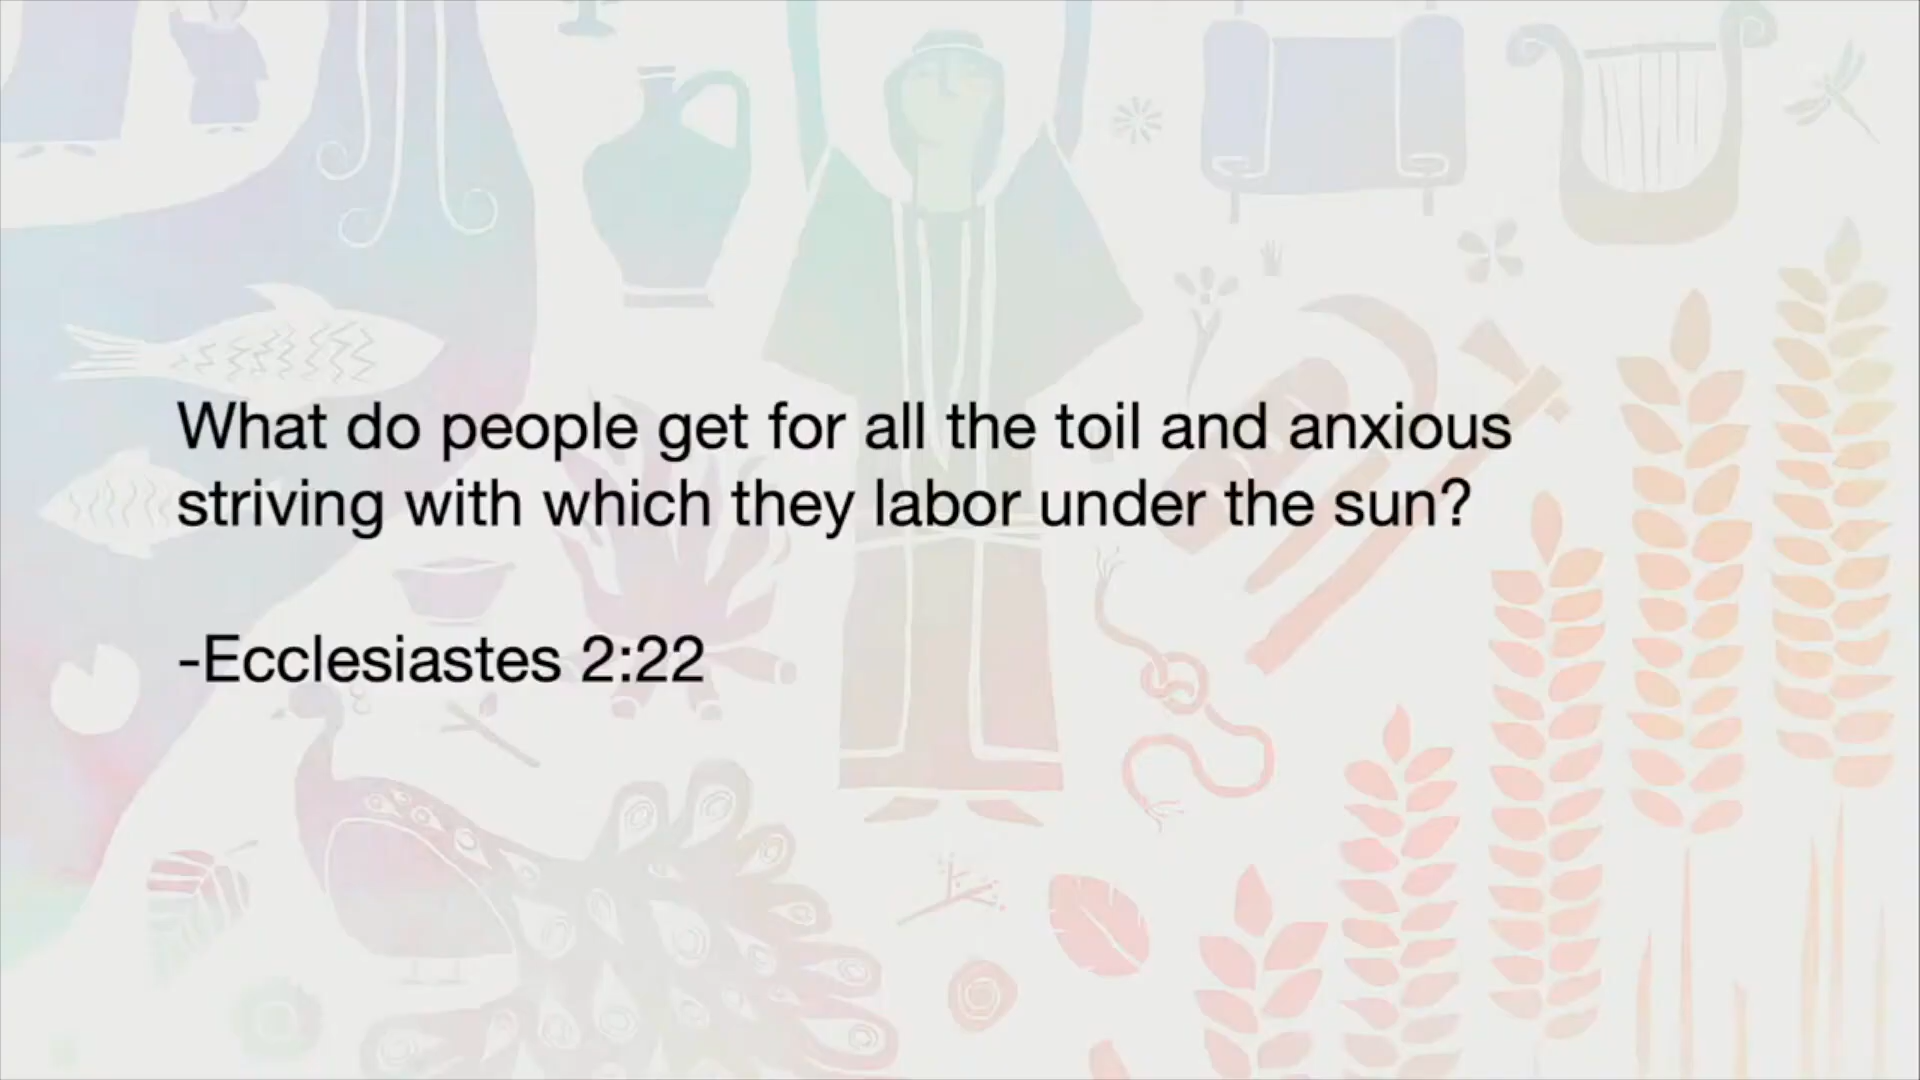 What do people get for all the toil and anxious
striving with which they labor under the sun?
-Ecclesiastes 2:22